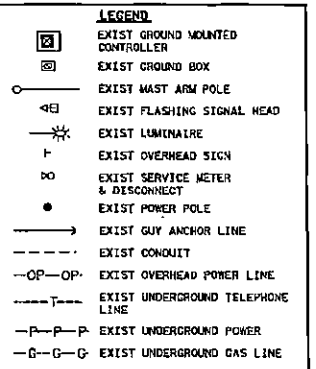 LEGEND
EXIST GROUND MOUNTED
CONTROLLER
EXIST GROUND BOX
EXIST MAST ARM POLE
EXIST FLASHING SIGNAL HEAD
EXIST LUMINAIRE
EXIST OVERHEAD SIGN
EXIST SERVICE METER
& DISCONNECT
EXIST POWER POLE
EXIST GUY ANCHOR LINE
EXIST CONDUIT
—OP—OP- EXIST OVERHEAD POWER LINE
-----T--- EXIST UNDERGROUND TELEPHONE
LINE
—P—P—P EXIST UNDERGROUND POWER
—G—G—G EXIST UNDERGROUND GAS LINE